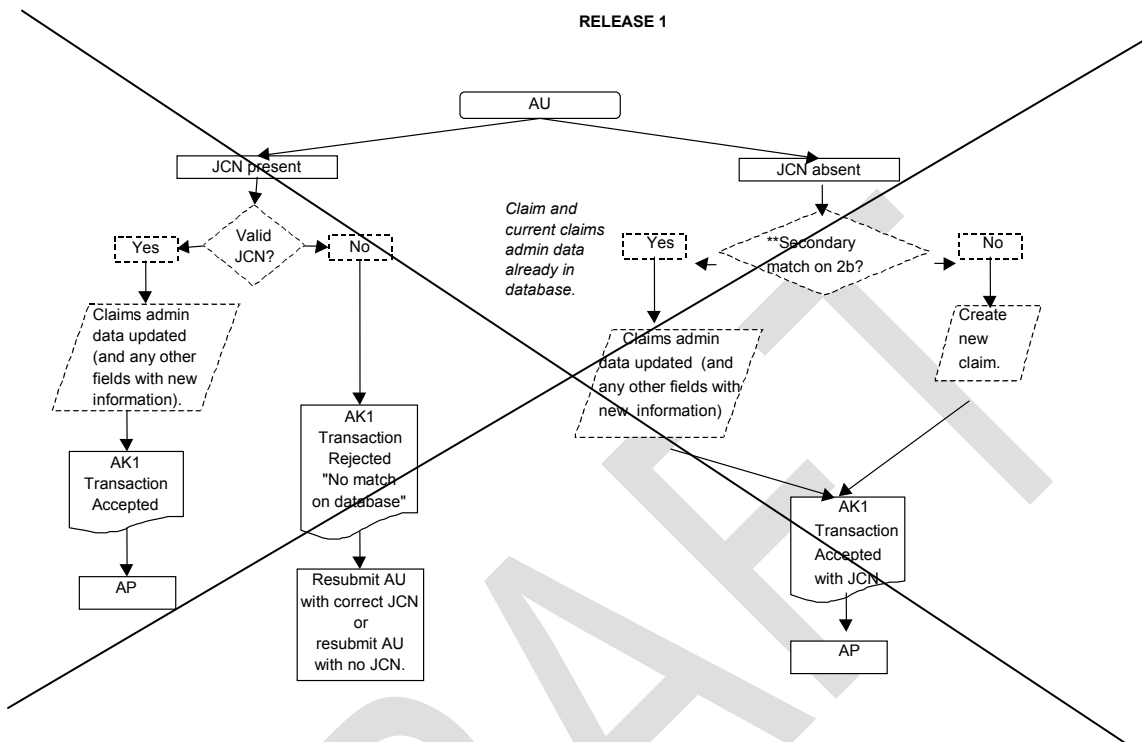 RELEASE 1
AU
JCN present
JCN absent
Valid
JCN?
Yes
No
Claim and
current claims
admin data
already in
database.
Yes
**Secondary
match on 2b?
No
Claims admin
data updated
(and any other
fields with new
information).
Claims admin
data updated (and
any other fields with
new information)
Create
new
claim.
AK1
Transaction
Accepted
AK1
Transaction
Rejected
"No match
on database"
AK1
Transaction
Accepted
with JCN
AP
Resubmit AU
with correct JCN
or
resubmit AU
with no JCN.
AP
DRAFT